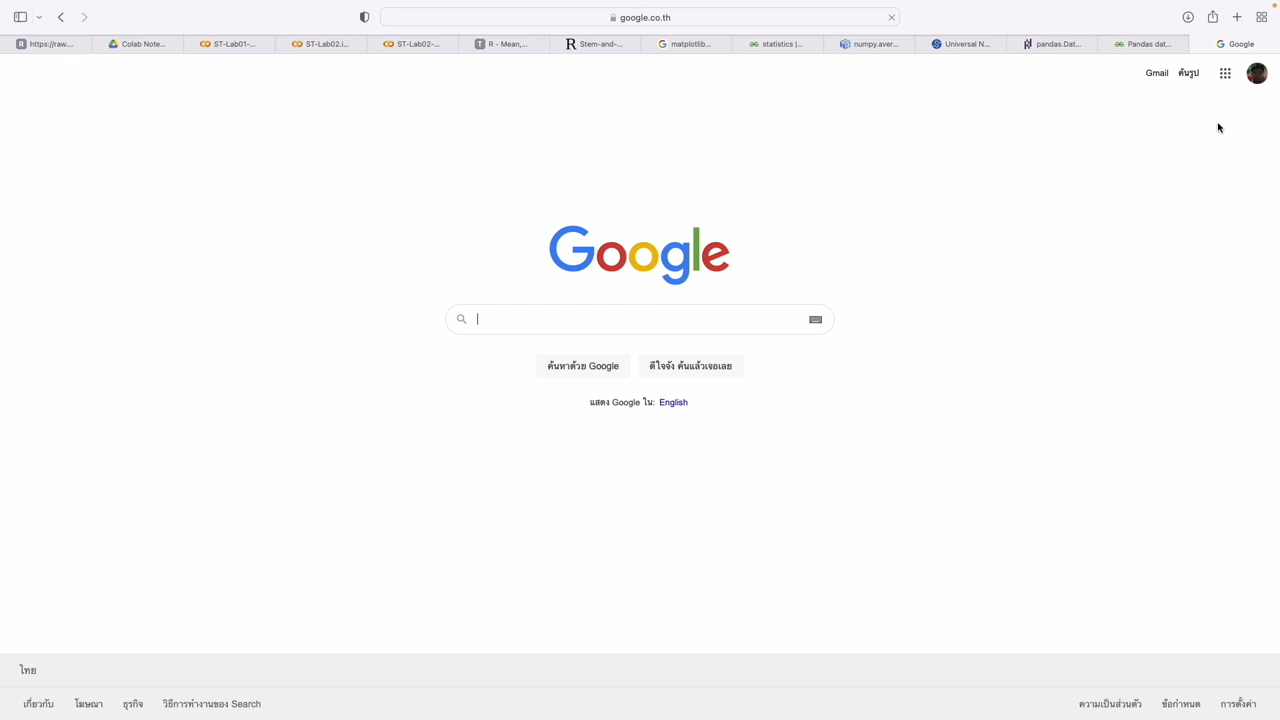 google.co.th
https://raw....
Colab Note...
ST-Lab01-...
ST-Lab02.i...
ST-Lab02-...
R - Mean,...
Stem-and-...
matplotlib...
statistics |...
numpy.aver...
Universal N...
pandas.Dat...
Pandas dat...
Google
Gmail ค้นรูป
Google
ค้นหาด้วย Google
ดีใจจัง ค้นแล้วเจอเลย
แสดง Google ใน: English
ไทย
เกี่ยวกับ โฆษณา ธุรกิจ วิธีการทำงานของ Search ความเป็นส่วนตัว ข้อกำหนด การตั้งค่า